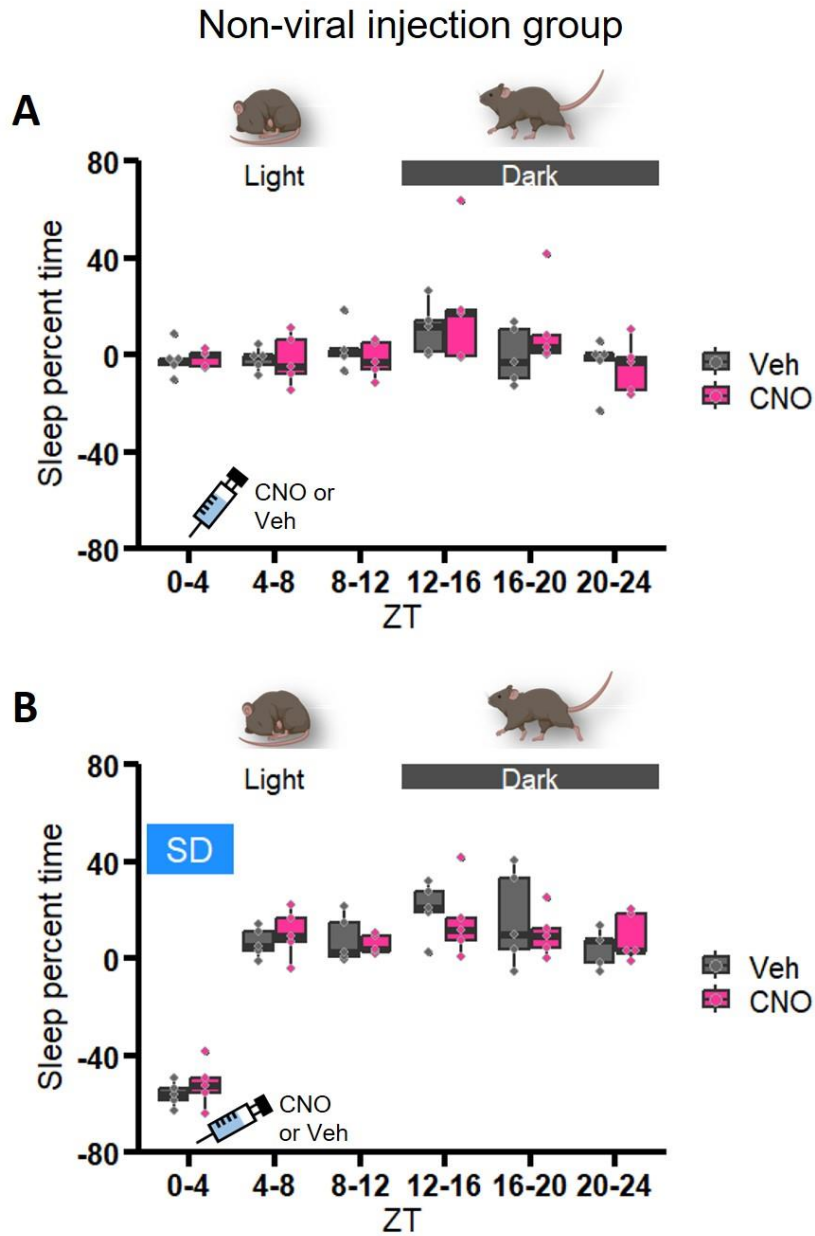 Non-viral injection group
A
Light
Dark
80
40
0
-40
-80
Sleep percent time
CNO or
Veh
Veh
CNO
0-4 4-8 8-12 12-16 16-20 20-24
ZT
B
Light
Dark
SD
80
40
0
-40
-80
Sleep percent time
CNO
or Veh
Veh
CNO
0-4 4-8 8-12 12-16 16-20 20-24
ZT